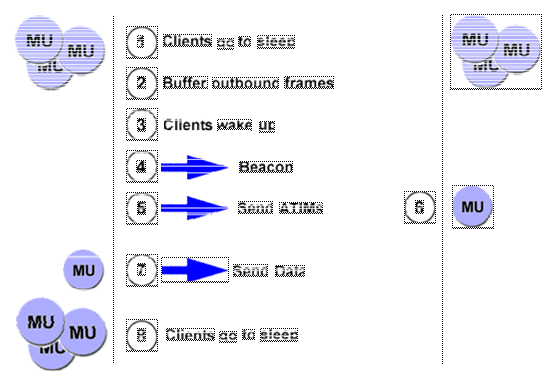 MU MU MU
1 Clients go to sleep
MU MU MU
2 Buffer outbound frames
3 Clients wake up
4 Beacon
5 Send ATIMs
6 MU
MU
7 Send Data
MU MU MU
8 Clients go to sleep